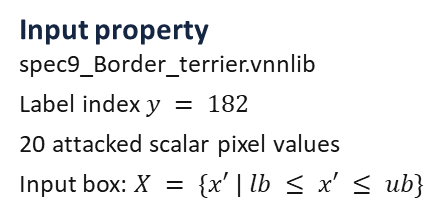 Input property
spec9_Border_terrier.vnnlib
Label index y = 182
20 attacked scalar pixel values
Input box: X = {x′ | lb ≤ x′ ≤ ub}